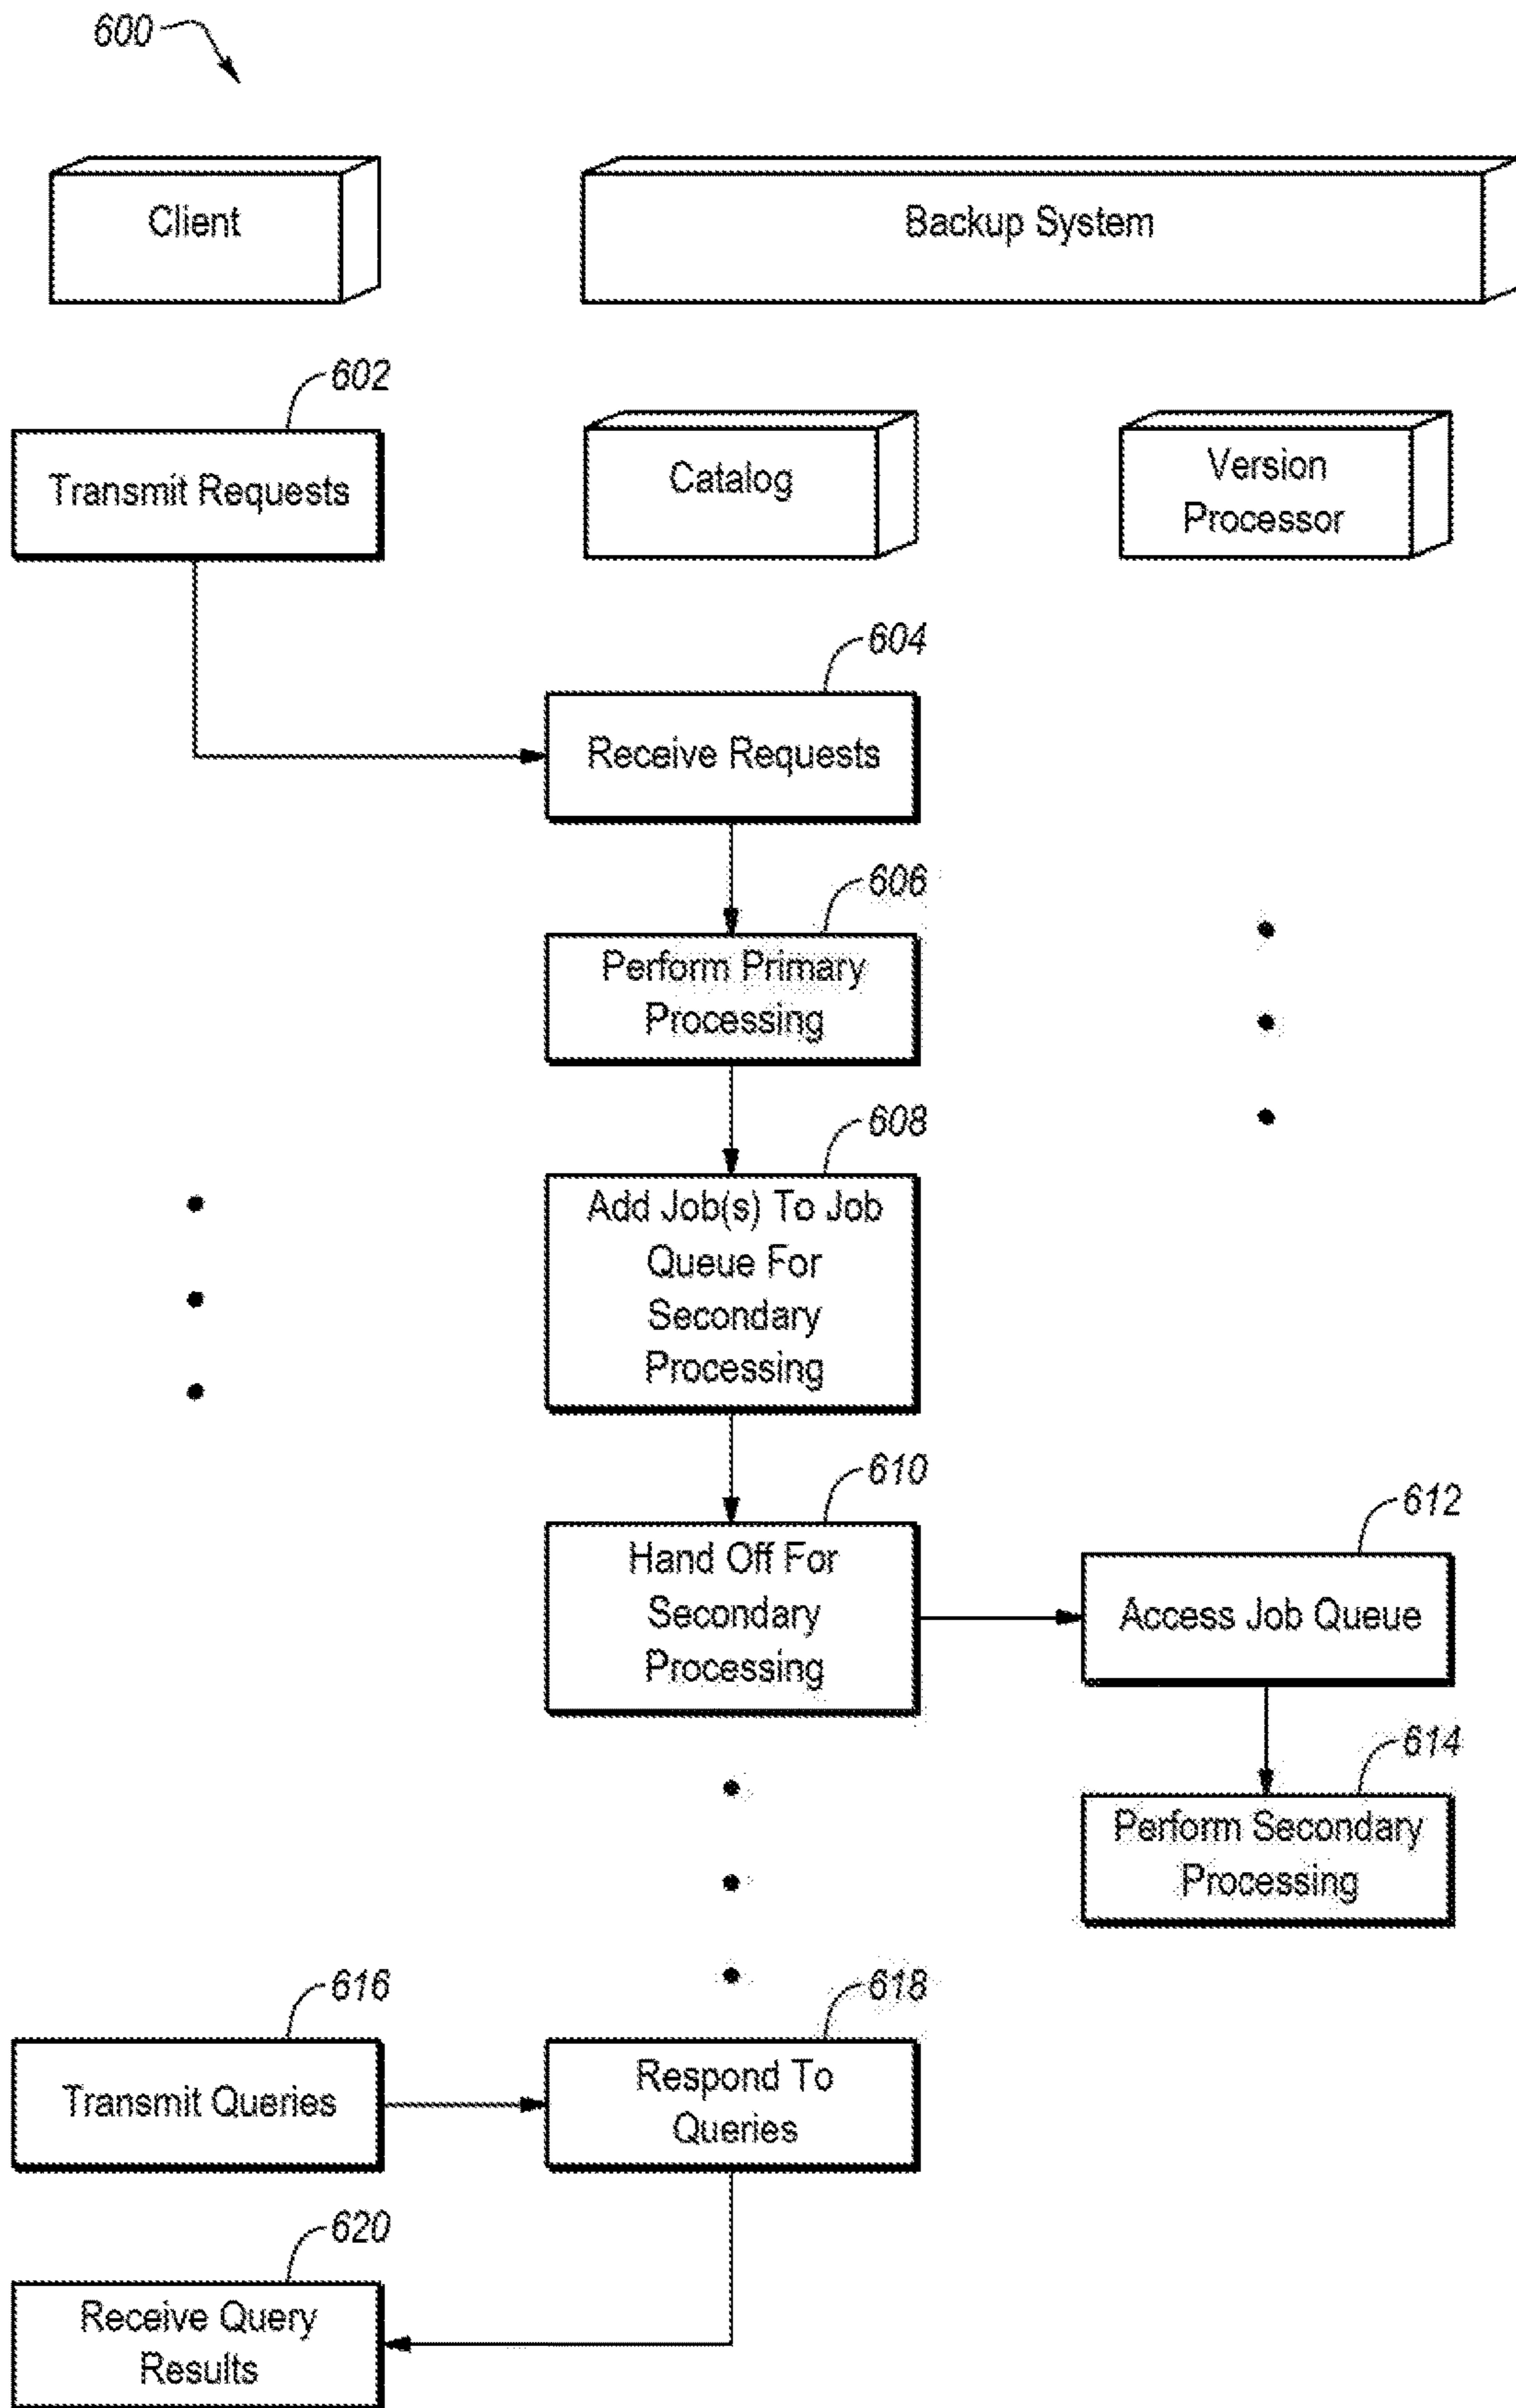 600
Client
Backup System
602
Transmit Requests
Catalog
Version
Processor
604
Receive Requests
606
Perform Primary
Processing
608
Add Job(s) To Job
Queue For
Secondary
Processing
610
Hand Off For
Secondary
Processing
612
Access Job Queue
614
Perform Secondary
Processing
616
Transmit Queries
618
Respond To
Queries
620
Receive Query
Results